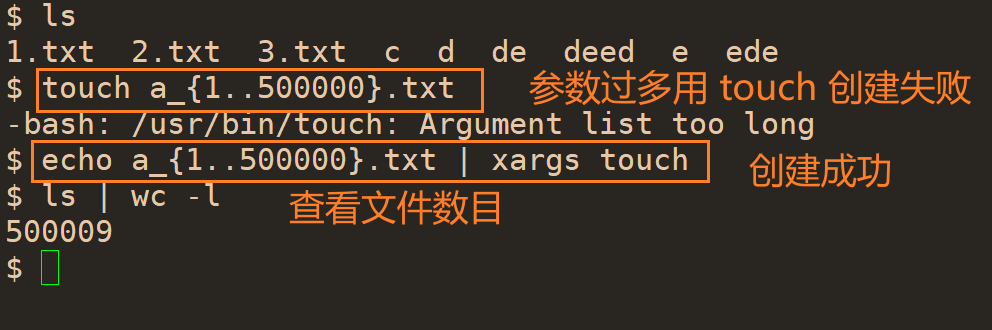 $ ls
1.txt  2.txt  3.txt  c  d  de  deed  e  ede
$ touch a_{1..500000}.txt 参数过多用 touch 创建失败
-bash: /usr/bin/touch: Argument list too long
$ echo a_{1..500000}.txt | xargs touch 创建成功
$ ls | wc -l 查看文件数目
500009
$